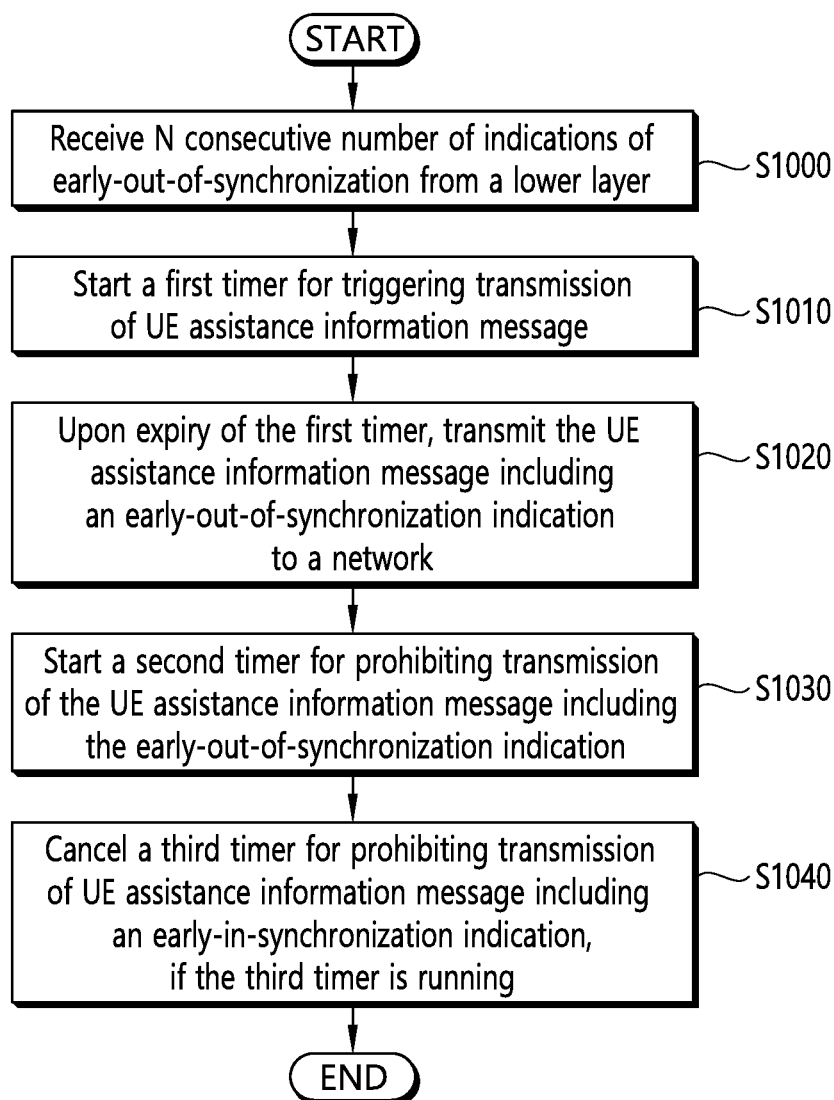 START
Receive N consecutive number of indications of
early-out-of-synchronization from a lower layer
S1000
Start a first timer for triggering transmission
of UE assistance information message
S1010
Upon expiry of the first timer, transmit the UE
assistance information message including
an early-out-of-synchronization indication
to a network
S1020
Start a second timer for prohibiting transmission
of the UE assistance information message including
the early-out-of-synchronization indication
S1030
Cancel a third timer for prohibiting transmission
of UE assistance information message including
an early-in-synchronization indication,
if the third timer is running
S1040
END